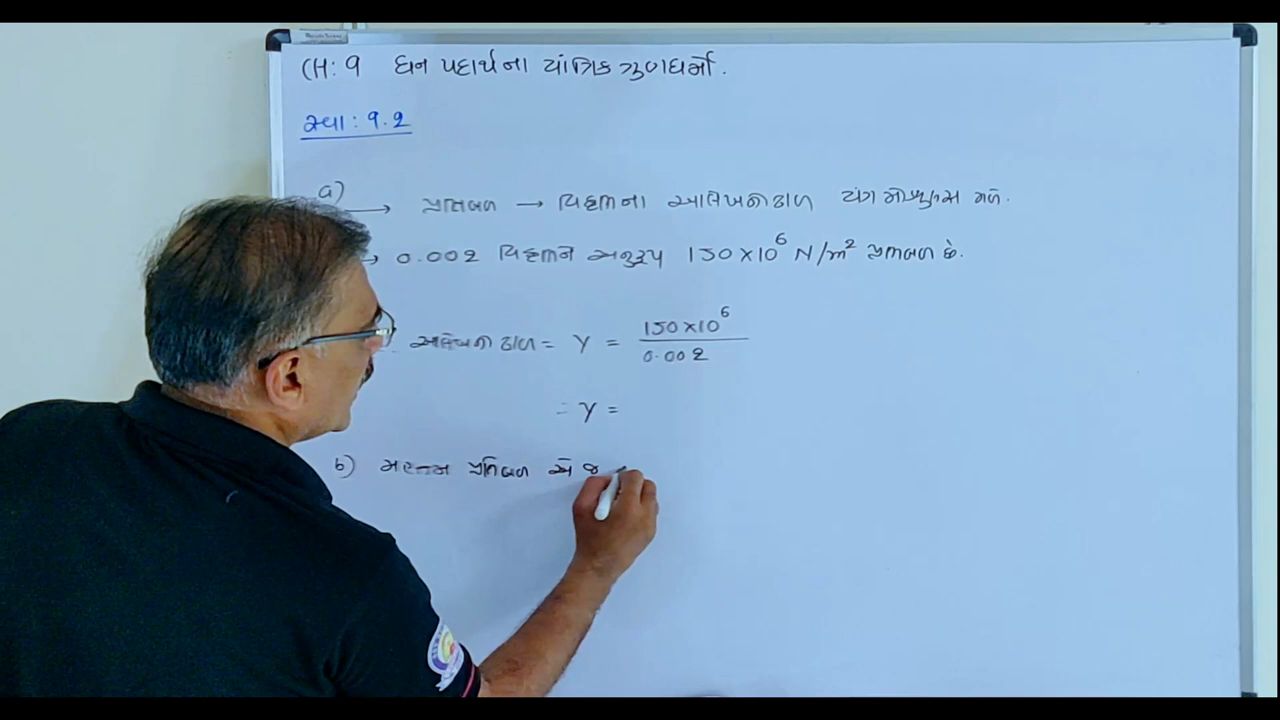 CH: 9 ઘન પદાર્થના યાંત્રિક ગુણધર્મો.
સ્વા: 9.2
a)
→ પ્રતિબળ → વિકૃતિના આલેખનો ઢાળ યંગ મોડ્યુલસ મળે.
→ 0.002 વિકૃતિને અનુરૂપ 150 × 10⁶ N/m² પ્રતિબળ છે.
આલેખનો ઢાળ = Y = 150 × 10⁶ / 0.002
= Y =
b) મહત્તમ પ્રતિબળ એ જ